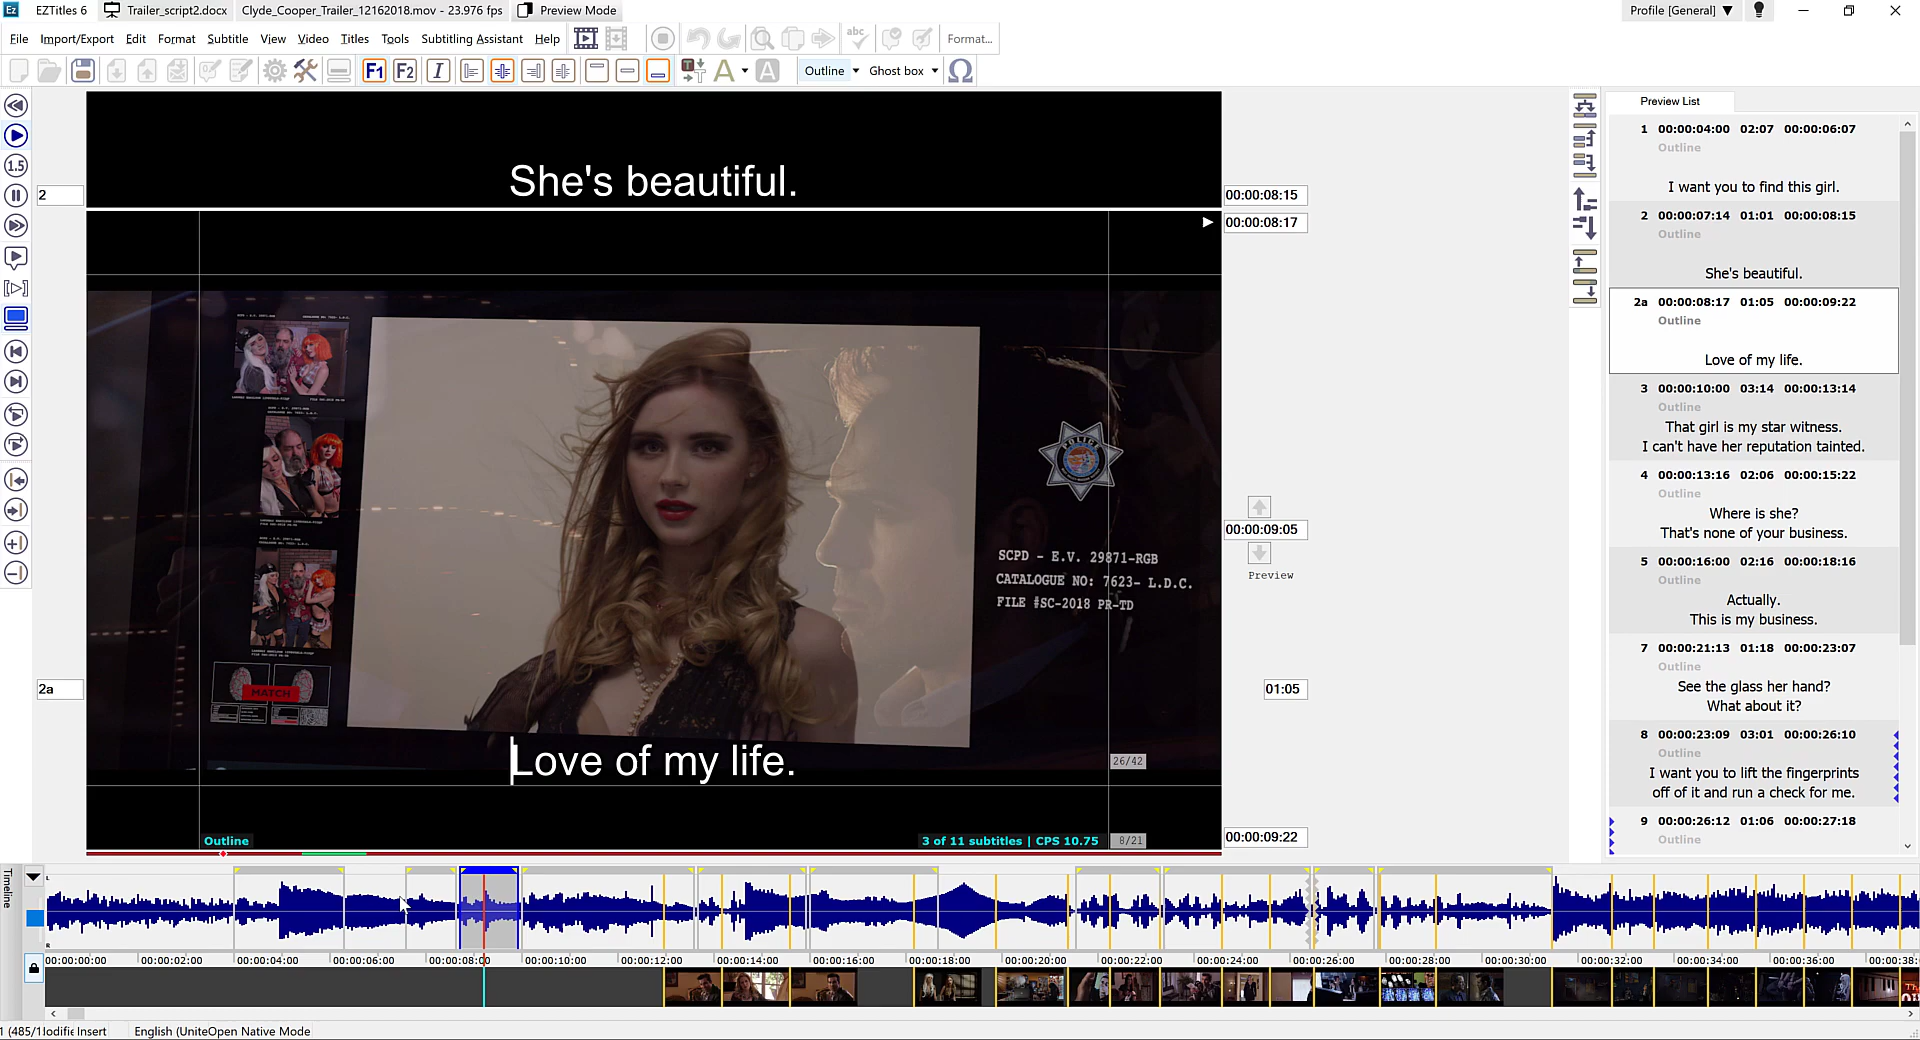 EZTitles 6
Trailer_script2.docx
Clyde_Cooper_Trailer_12162018.mov - 23.976 fps
Preview Mode
Profile [General] ▼
File
Import/Export
Edit
Format
Subtitle
View
Video
Titles
Tools
Subtitling Assistant
Help
abc
Format...
F1
F2
I
A
A
Outline
Ghost box
Ω
1.5
She's beautiful.
2
00:00:08:15
00:00:08:17
POLICE
SCPD - E.V. 29871-RGB
CATALOGUE NO: 7623- L.D.C.
FILE #SC-2018 PR-TD
MATCH
00:00:09:05
Preview
2a
01:05
Love of my life.
26/42
Outline
3 of 11 subtitles | CPS 10.75
8/21
00:00:09:22
Preview List
1 00:00:04:00 02:07 00:00:06:07
Outline
I want you to find this girl.
2 00:00:07:14 01:01 00:00:08:15
Outline
She's beautiful.
2a 00:00:08:17 01:05 00:00:09:22
Outline
Love of my life.
3 00:00:10:00 03:14 00:00:13:14
Outline
That girl is my star witness.
I can't have her reputation tainted.
4 00:00:13:16 02:06 00:00:15:22
Outline
Where is she?
That's none of your business.
5 00:00:16:00 02:16 00:00:18:16
Outline
Actually.
This is my business.
7 00:00:21:13 01:18 00:00:23:07
Outline
See the glass her hand?
What about it?
8 00:00:23:09 03:01 00:00:26:10
Outline
I want you to lift the fingerprints
off of it and run a check for me.
9 00:00:26:12 01:06 00:00:27:18
Outline
Timeline
L
R
00:00:00:00 00:00:02:00 00:00:04:00 00:00:06:00 00:00:08:00 00:00:10:00 00:00:12:00 00:00:14:00 00:00:16:00 00:00:18:00 00:00:20:00 00:00:22:00 00:00:24:00 00:00:26:00 00:00:28:00 00:00:30:00 00:00:32:00 00:00:34:00 00:00:36:00 00:00:38:
1 (485/1lodifie Insert
English (UniteOpen Native Mode